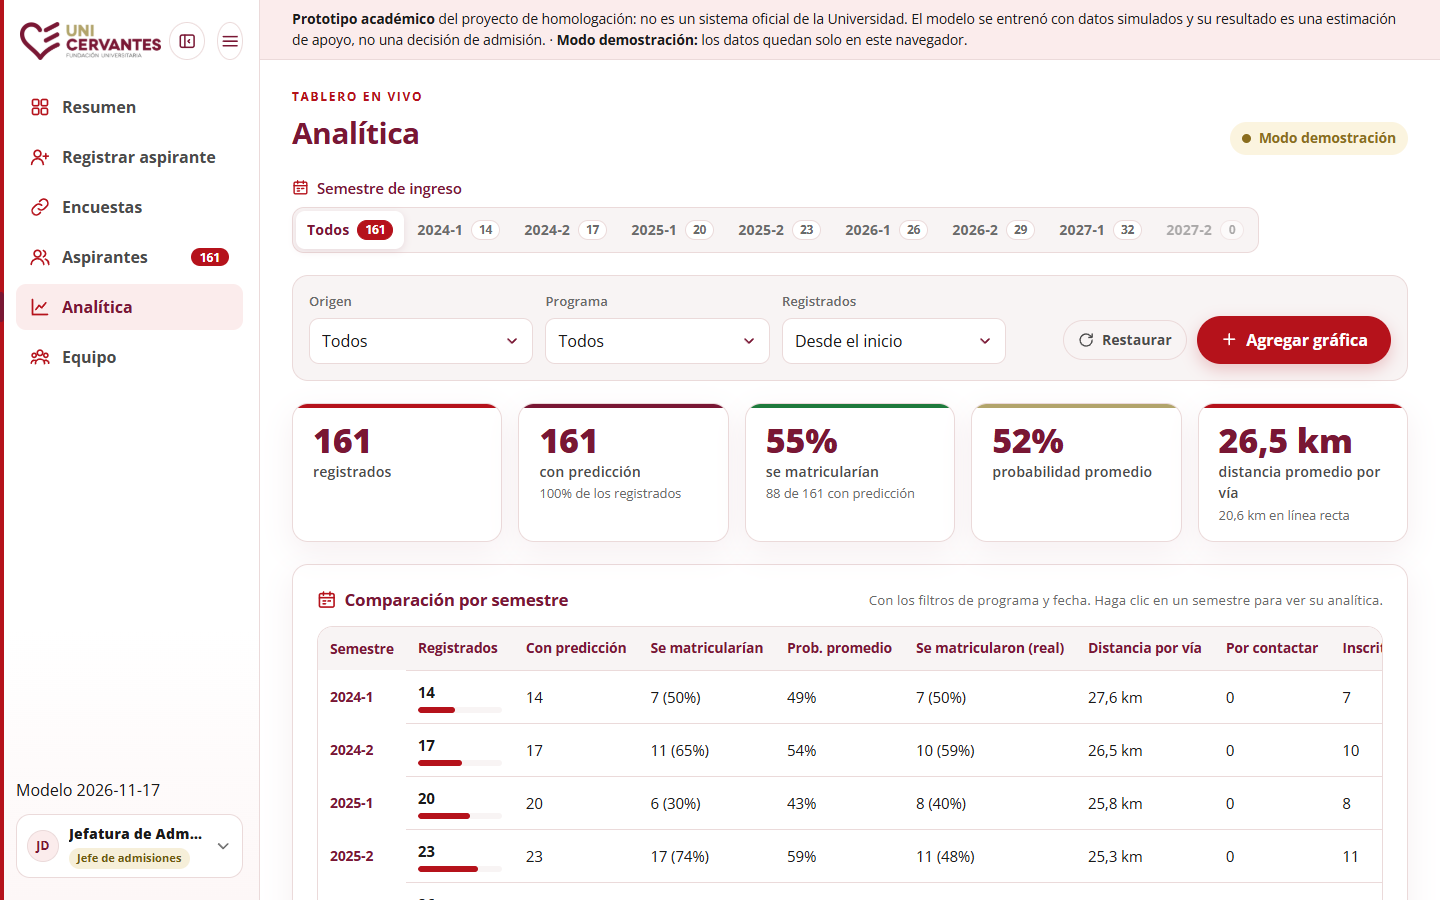 UNI
CERVANTES
FUNDACIÓN UNIVERSITARIA
Resumen
Registrar aspirante
Encuestas
Aspirantes 161
Analítica
Equipo
Modelo 2026-11-17
JD
Jefatura de Adm...
Jefe de admisiones
Prototipo académico del proyecto de homologación: no es un sistema oficial de la Universidad. El modelo se entrenó con datos simulados y su resultado es una estimación
de apoyo, no una decisión de admisión. · Modo demostración: los datos quedan solo en este navegador.
TABLERO EN VIVO
Analítica
Modo demostración
Semestre de ingreso
Todos 161 2024-1 14 2024-2 17 2025-1 20 2025-2 23 2026-1 26 2026-2 29 2027-1 32 2027-2 0
Origen Programa Registrados
Todos Todos Desde el inicio Restaurar Agregar gráfica
161
registrados
161
con predicción
100% de los registrados
55%
se matricularían
88 de 161 con predicción
52%
probabilidad promedio
26,5 km
distancia promedio por
vía
20,6 km en línea recta
Comparación por semestre
Con los filtros de programa y fecha. Haga clic en un semestre para ver su analítica.
Semestre Registrados Con predicción Se matricularían Prob. promedio Se matricularon (real) Distancia por vía Por contactar
2024-1 14 14 7 (50%) 49% 7 (50%) 27,6 km 0 7
2024-2 17 17 11 (65%) 54% 10 (59%) 26,5 km 0 10
2025-1 20 20 6 (30%) 43% 8 (40%) 25,8 km 0 8
2025-2 23 23 17 (74%) 59% 11 (48%) 25,3 km 0 11